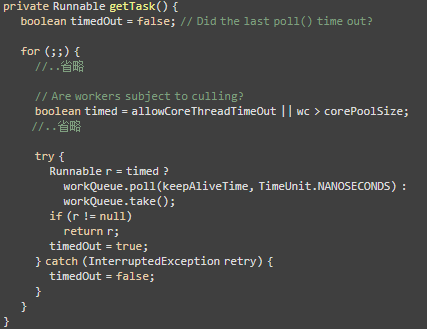 private Runnable getTask() {
boolean timedOut = false; // Did the last poll() time out?
for (;;) {
//..省略
// Are workers subject to culling?
boolean timed = allowCoreThreadTimeOut || wc > corePoolSize;
//..省略
try {
Runnable r = timed ?
workQueue.poll(keepAliveTime, TimeUnit.NANOSECONDS) :
workQueue.take();
if (r != null)
return r;
timedOut = true;
} catch (InterruptedException retry) {
timedOut = false;
}
}
}